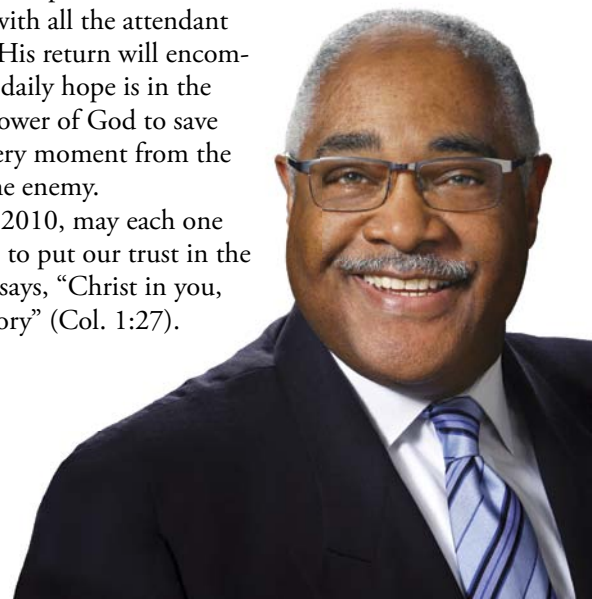 with all the attendant
His return will encom-
daily hope is in the
ower of God to save
ery moment from the
e enemy.
2010, may each one
to put our trust in the
says, “Christ in you,
ory” (Col. 1:27).